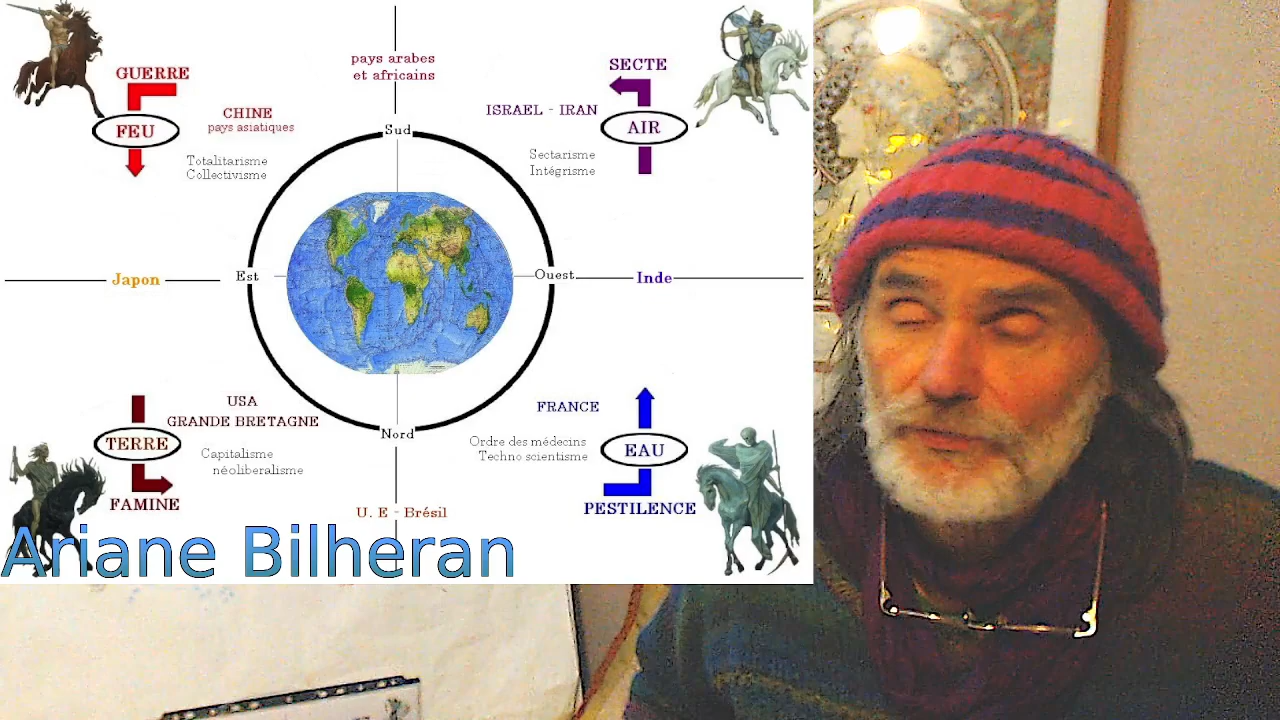 pays arabes
et africains
GUERRE
FEU
CHINE
pays asiatiques
Totalitarisme
Collectivisme
SECTE
ISRAEL - IRAN
AIR
Sectarisme
Intégrisme
Sud
Est
Ouest
Japon
Inde
USA
GRANDE BRETAGNE
TERRE
Capitalisme
néoliberalisme
FAMINE
Nord
FRANCE
Ordre des médecins
Techno scientisme
EAU
PESTILENCE
U. E - Brésil
Ariane Bilheran